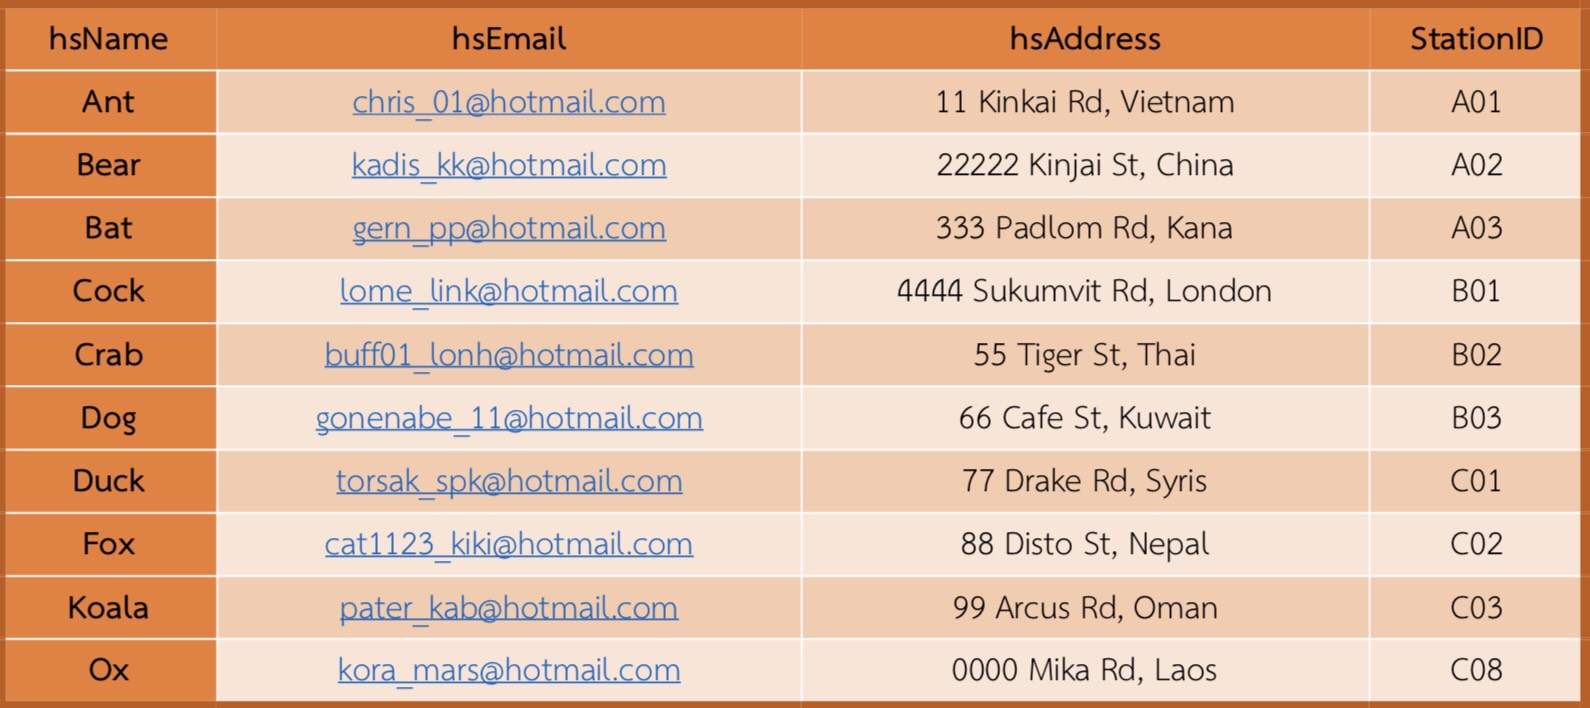 hsName hsEmail hsAddress StationID
Ant chris_01@hotmail.com 11 Kinkai Rd, Vietnam A01
Bear kadis_kk@hotmail.com 22222 Kinjai St, China A02
Bat gern_pp@hotmail.com 333 Padlom Rd, Kana A03
Cock lome_link@hotmail.com 4444 Sukumvit Rd, London B01
Crab buff01_lonh@hotmail.com 55 Tiger St, Thai B02
Dog gonenabe_11@hotmail.com 66 Cafe St, Kuwait B03
Duck torsak_spk@hotmail.com 77 Drake Rd, Syris C01
Fox cat1123_kiki@hotmail.com 88 Disto St, Nepal C02
Koala pater_kab@hotmail.com 99 Arcus Rd, Oman C03
Ox kora_mars@hotmail.com 0000 Mika Rd, Laos C08